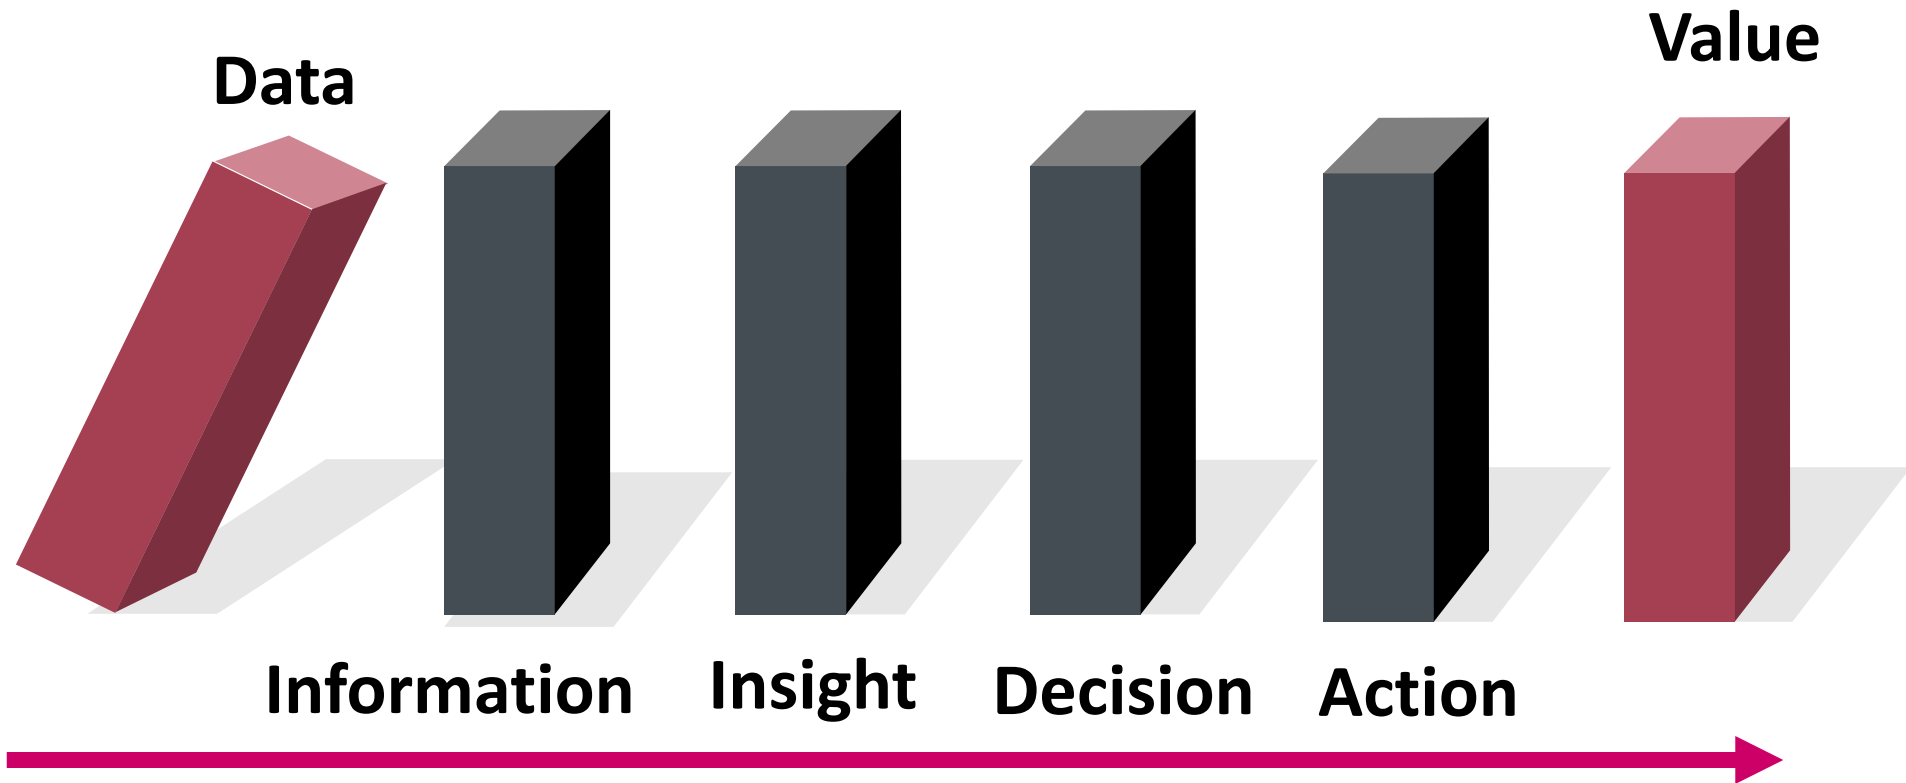 Data
Value
Information
Insight
Decision
Action